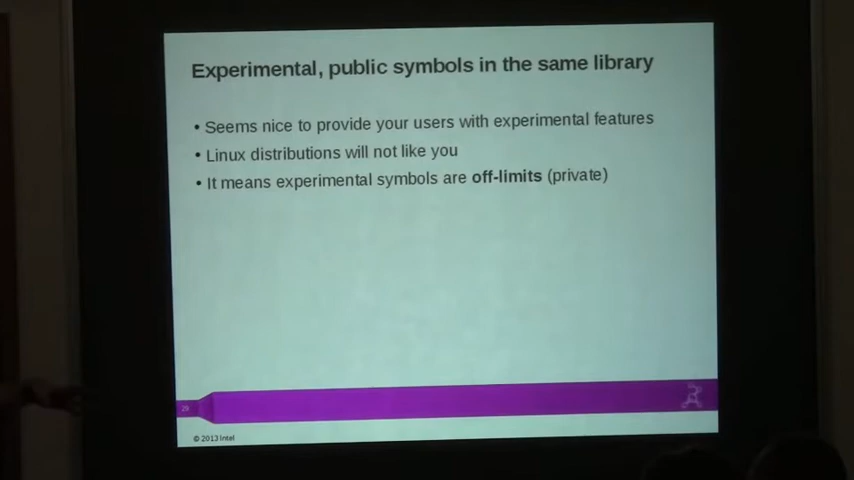 Experimental, public symbols in the same library
• Seems nice to provide your users with experimental features
• Linux distributions will not like you
• It means experimental symbols are off-limits (private)
© 2013 Intel